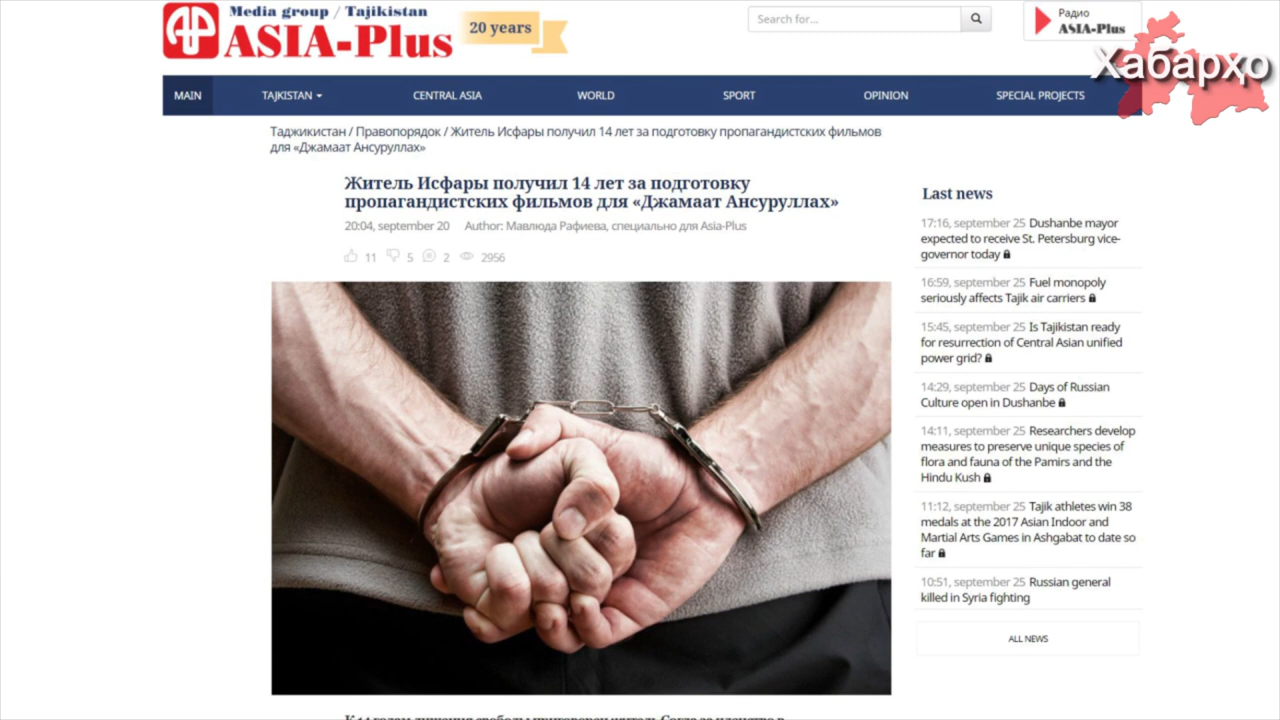 Media group / Tajikistan
ASIA-Plus
20 years
Search for...
Радио
ASIA-Plus
Хабарҳо
MAIN
TAJKISTAN
CENTRAL ASIA
WORLD
SPORT
OPINION
SPECIAL PROJECTS
Таджикистан / Правопорядок / Житель Исфары получил 14 лет за подготовку пропагандистских фильмов
для «Джамаат Ансуруллах»
Житель Исфары получил 14 лет за подготовку
пропагандистских фильмов для «Джамаат Ансуруллах»
20:04, september 20 Author: Мавлюда Рафиева, специально для Asia-Plus
11 5 2 2956
Last news
17:16, september 25 Dushanbe mayor
expected to receive St. Petersburg vice-
governor today
16:59, september 25 Fuel monopoly
seriously affects Tajik air carriers
15:45, september 25 Is Tajikistan ready
for resurrection of Central Asian unified
power grid?
14:29, september 25 Days of Russian
Culture open in Dushanbe
14:11, september 25 Researchers develop
measures to preserve unique species of
flora and fauna of the Pamirs and the
Hindu Kush
11:12, september 25 Tajik athletes win 38
medals at the 2017 Asian Indoor and
Martial Arts Games in Ashgabat to date so
far
10:51, september 25 Russian general
killed in Syria fighting
ALL NEWS